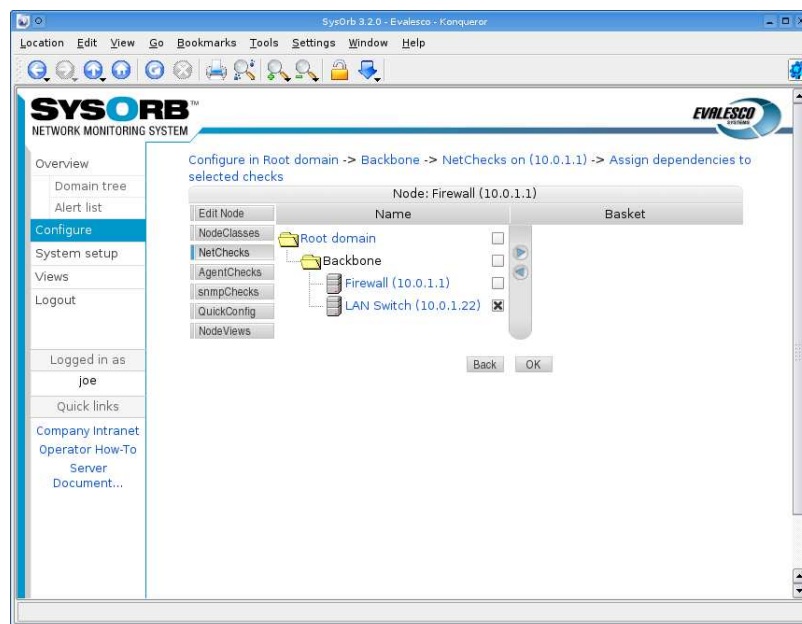 SysOrb 3.2.0 - Evalesco - Konqueror
Location Edit View Go Bookmarks Tools Settings Window Help
SYSORB™
NETWORK MONITORING SYSTEM
EVALESCO
SYSTEMS
Overview
Domain tree
Alert list
Configure
System setup
Views
Logout
Logged in as
joe
Quick links
Company Intranet
Operator How-To
Server
Document...
Configure in Root domain -> Backbone -> NetChecks on (10.0.1.1) -> Assign dependencies to
selected checks
Node: Firewall (10.0.1.1)
Edit Node
NodeClasses
NetChecks
AgentChecks
snmpChecks
QuickConfig
NodeViews
Name Basket
Root domain
Backbone
Firewall (10.0.1.1)
LAN Switch (10.0.1.22)
Back OK